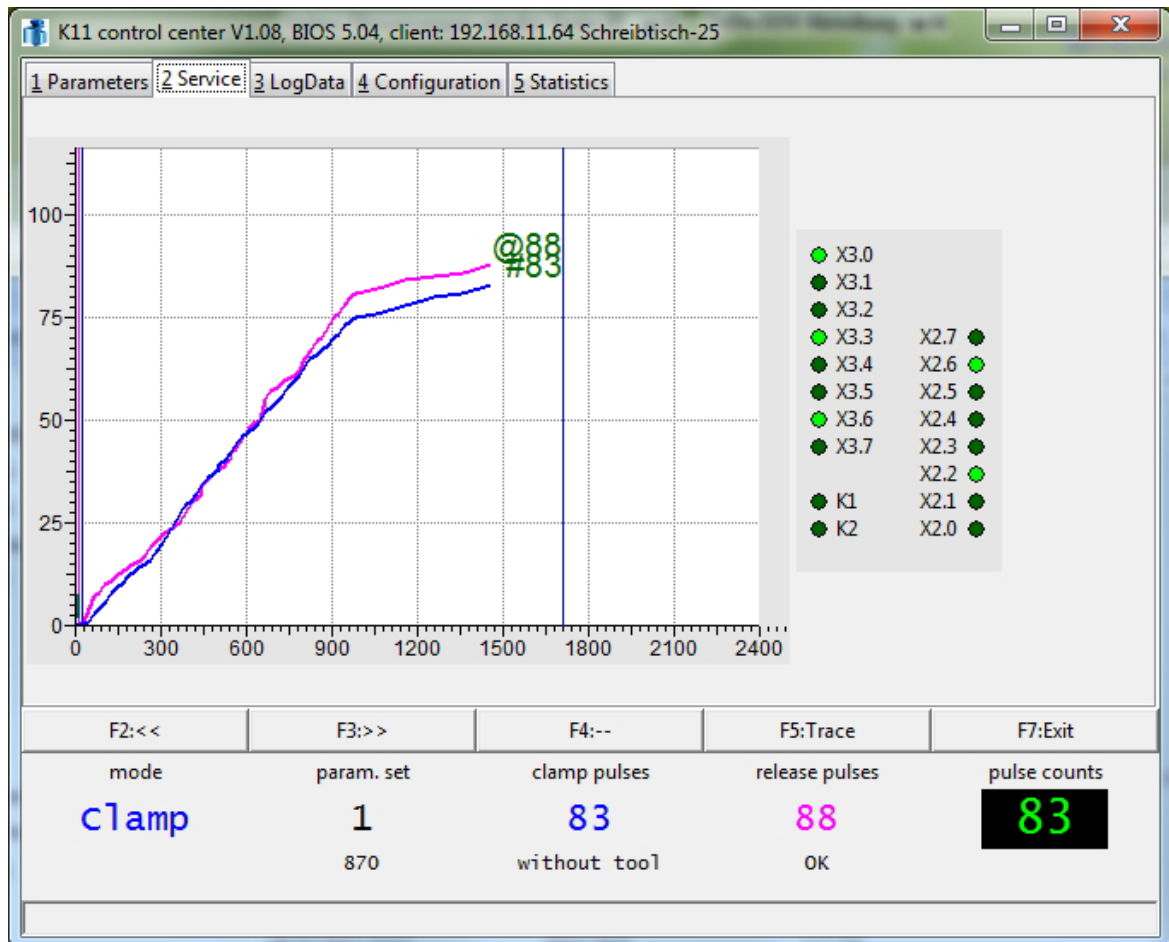 K11 control center V1.08, BIOS 5.04, client: 192.168.11.64 Schreibtisch-25
1 Parameters 2 Service 3 LogData 4 Configuration 5 Statistics
100
75
50
25
0
0 300 600 900 1200 1500 1800 2100 2400
@88
#83
X3.0
X3.1
X3.2
X3.3 X2.7
X3.4 X2.6
X3.5 X2.5
X3.6 X2.4
X3.7 X2.3
X2.2
K1 X2.1
K2 X2.0
F2:<< F3:>> F4:-- F5:Trace F7:Exit
mode param. set clamp pulses release pulses pulse counts
Clamp 1 83 88 83
870 without tool OK